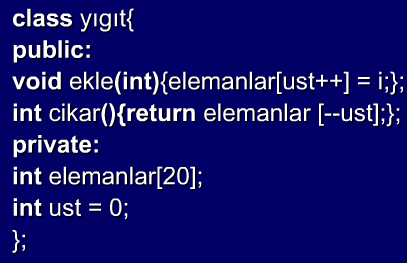 class yıgıt{
public:
void ekle(int){elemanlar[ust++] = i;};
int cikar(){return elemanlar [--ust];};
private:
int elemanlar[20];
int ust = 0;
};